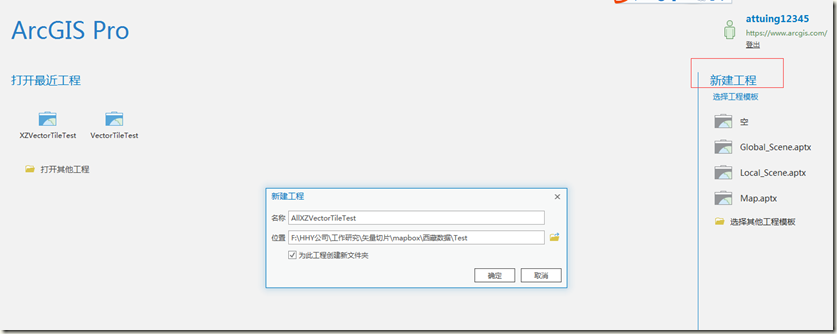 ArcGIS Pro
attuing12345
https://www.arcgis.com/
登出
打开最近工程
XZVectorTileTest
VectorTileTest
打开其他工程
新建工程
选择工程模板
空
Global_Scene.aptx
Local_Scene.aptx
Map.aptx
选择其他工程模板
新建工程
名称 AllXZVectorTileTest
位置 F:\HHY公司\工作研究\矢量切片\mapbox\西藏数据\Test
为此工程创建新文件夹
确定 取消